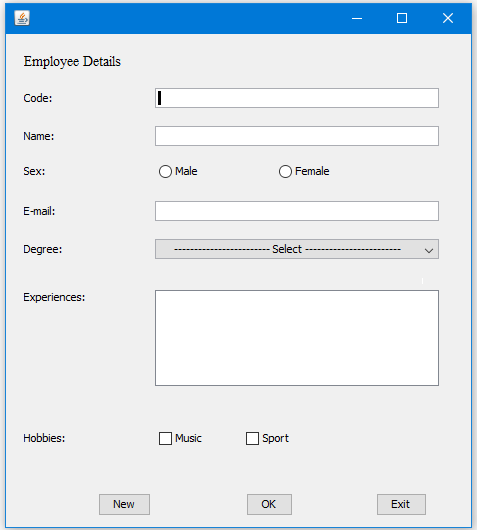 Employee Details
Code:
Name:
Sex: Male Female
E-mail:
Degree: ------------------------ Select ------------------------
Experiences:
Hobbies: Music Sport
New OK Exit